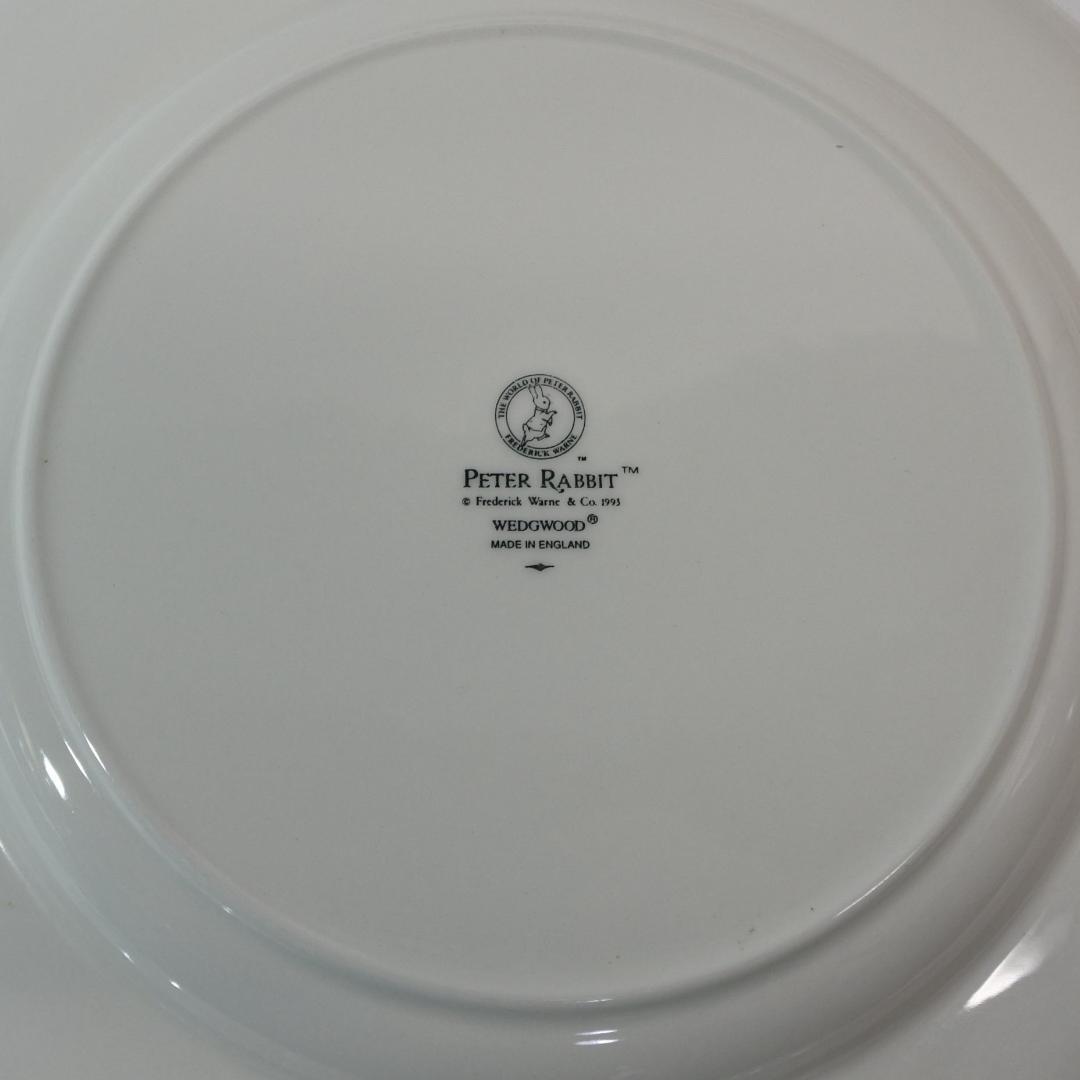 THE WORLD OF PETER RABBIT
FREDERICK WARNE
TM
PETER RABBIT™
© Frederick Warne & Co. 1993
WEDGWOOD®
MADE IN ENGLAND